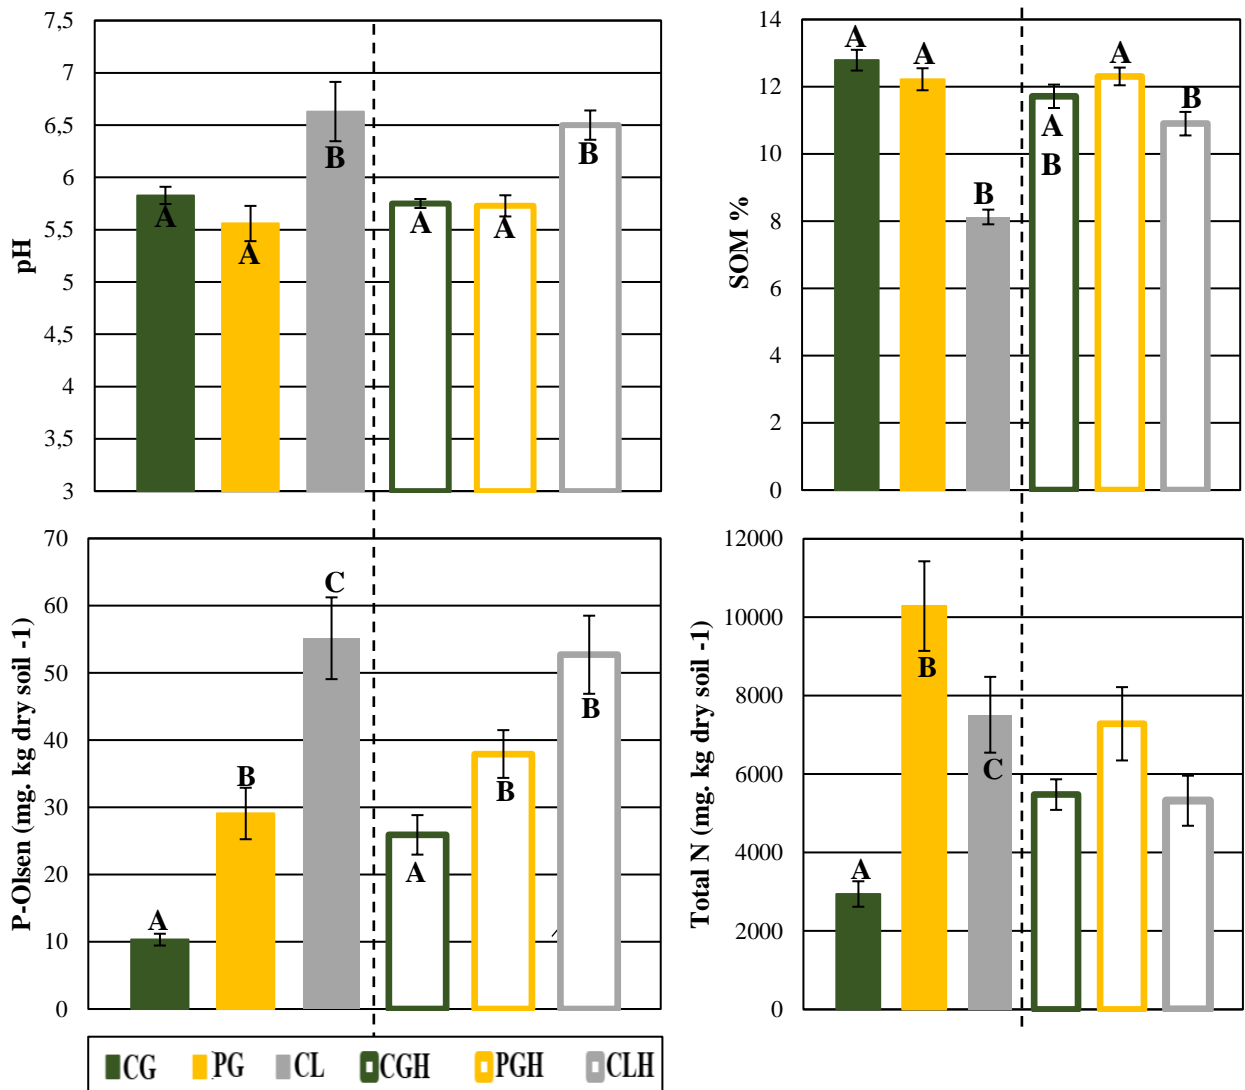 7,5
7
6,5
6
5,5
5
4,5
4
3,5
3
pH
A
A
B
A
A
B
14
12
10
8
6
4
2
0
SOM %
A
A
B
A
B
A
B
70
60
50
40
30
20
10
0
P-Olsen (mg. kg dry soil -1)
A
B
C
A
B
B
12000
10000
8000
6000
4000
2000
0
Total N (mg. kg dry soil -1)
A
B
C
CG PG CL CGH PGH CLH